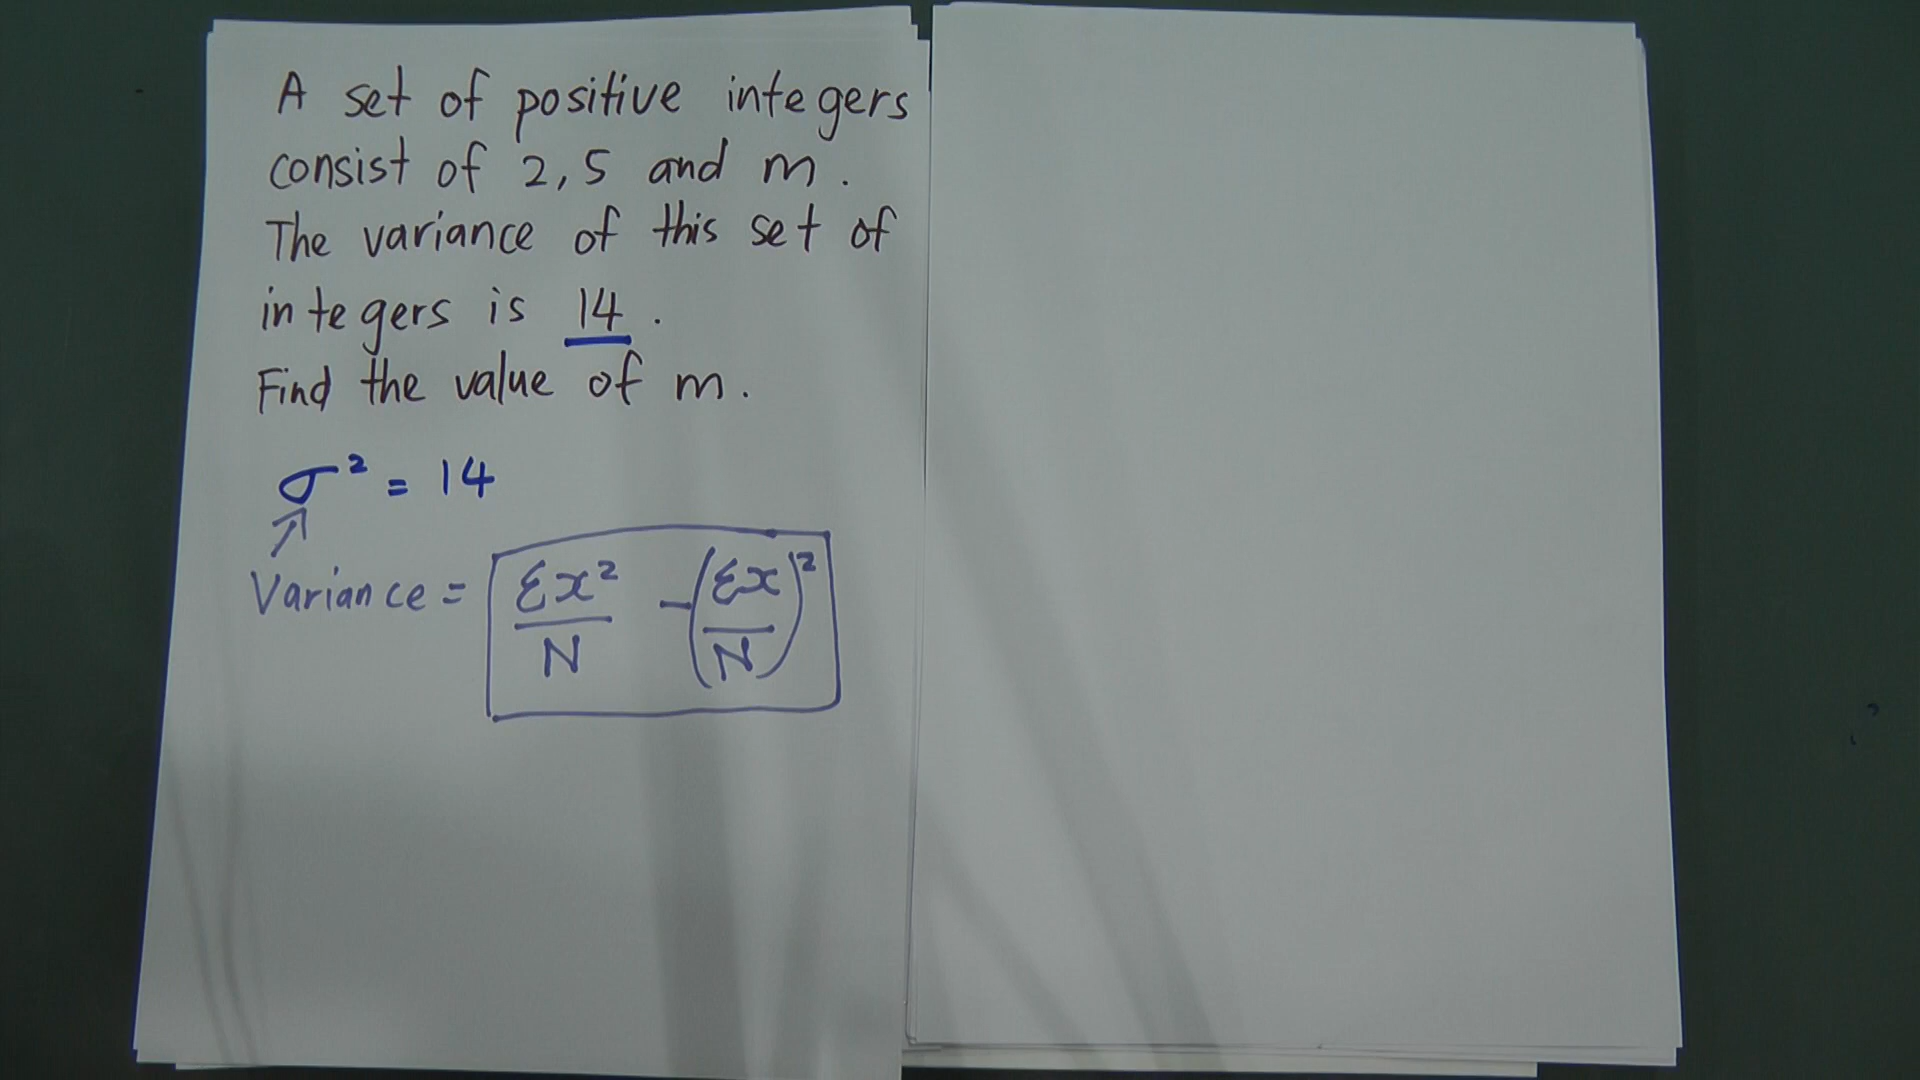 A set of positive integers
consist of 2, 5 and m.
The variance of this set of
integers is 14.
Find the value of m.
σ² = 14
Variance = Σx²/N - (Σx/N)²